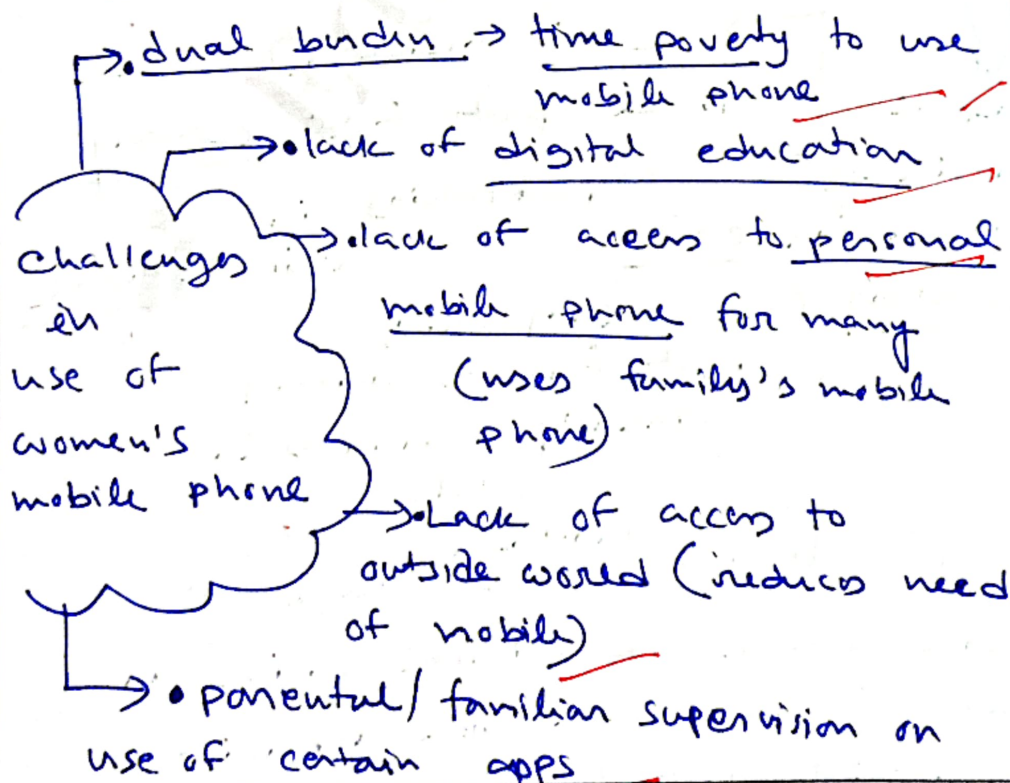 • dual burden → time poverty to use
mobile phone
• lack of digital education
• lack of access to personal
mobile phone for many
(uses family's mobile
phone)
challenges
in
use of
women's
mobile phone
• Lack of access to
outside world (reduces need
of mobile)
• parental / familiar supervision on
use of certain apps